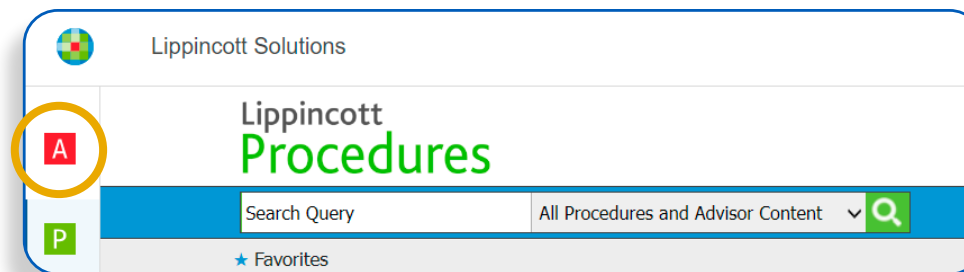 Lippincott Solutions
A
Lippincott
Procedures
Search Query All Procedures and Advisor Content
P
★ Favorites